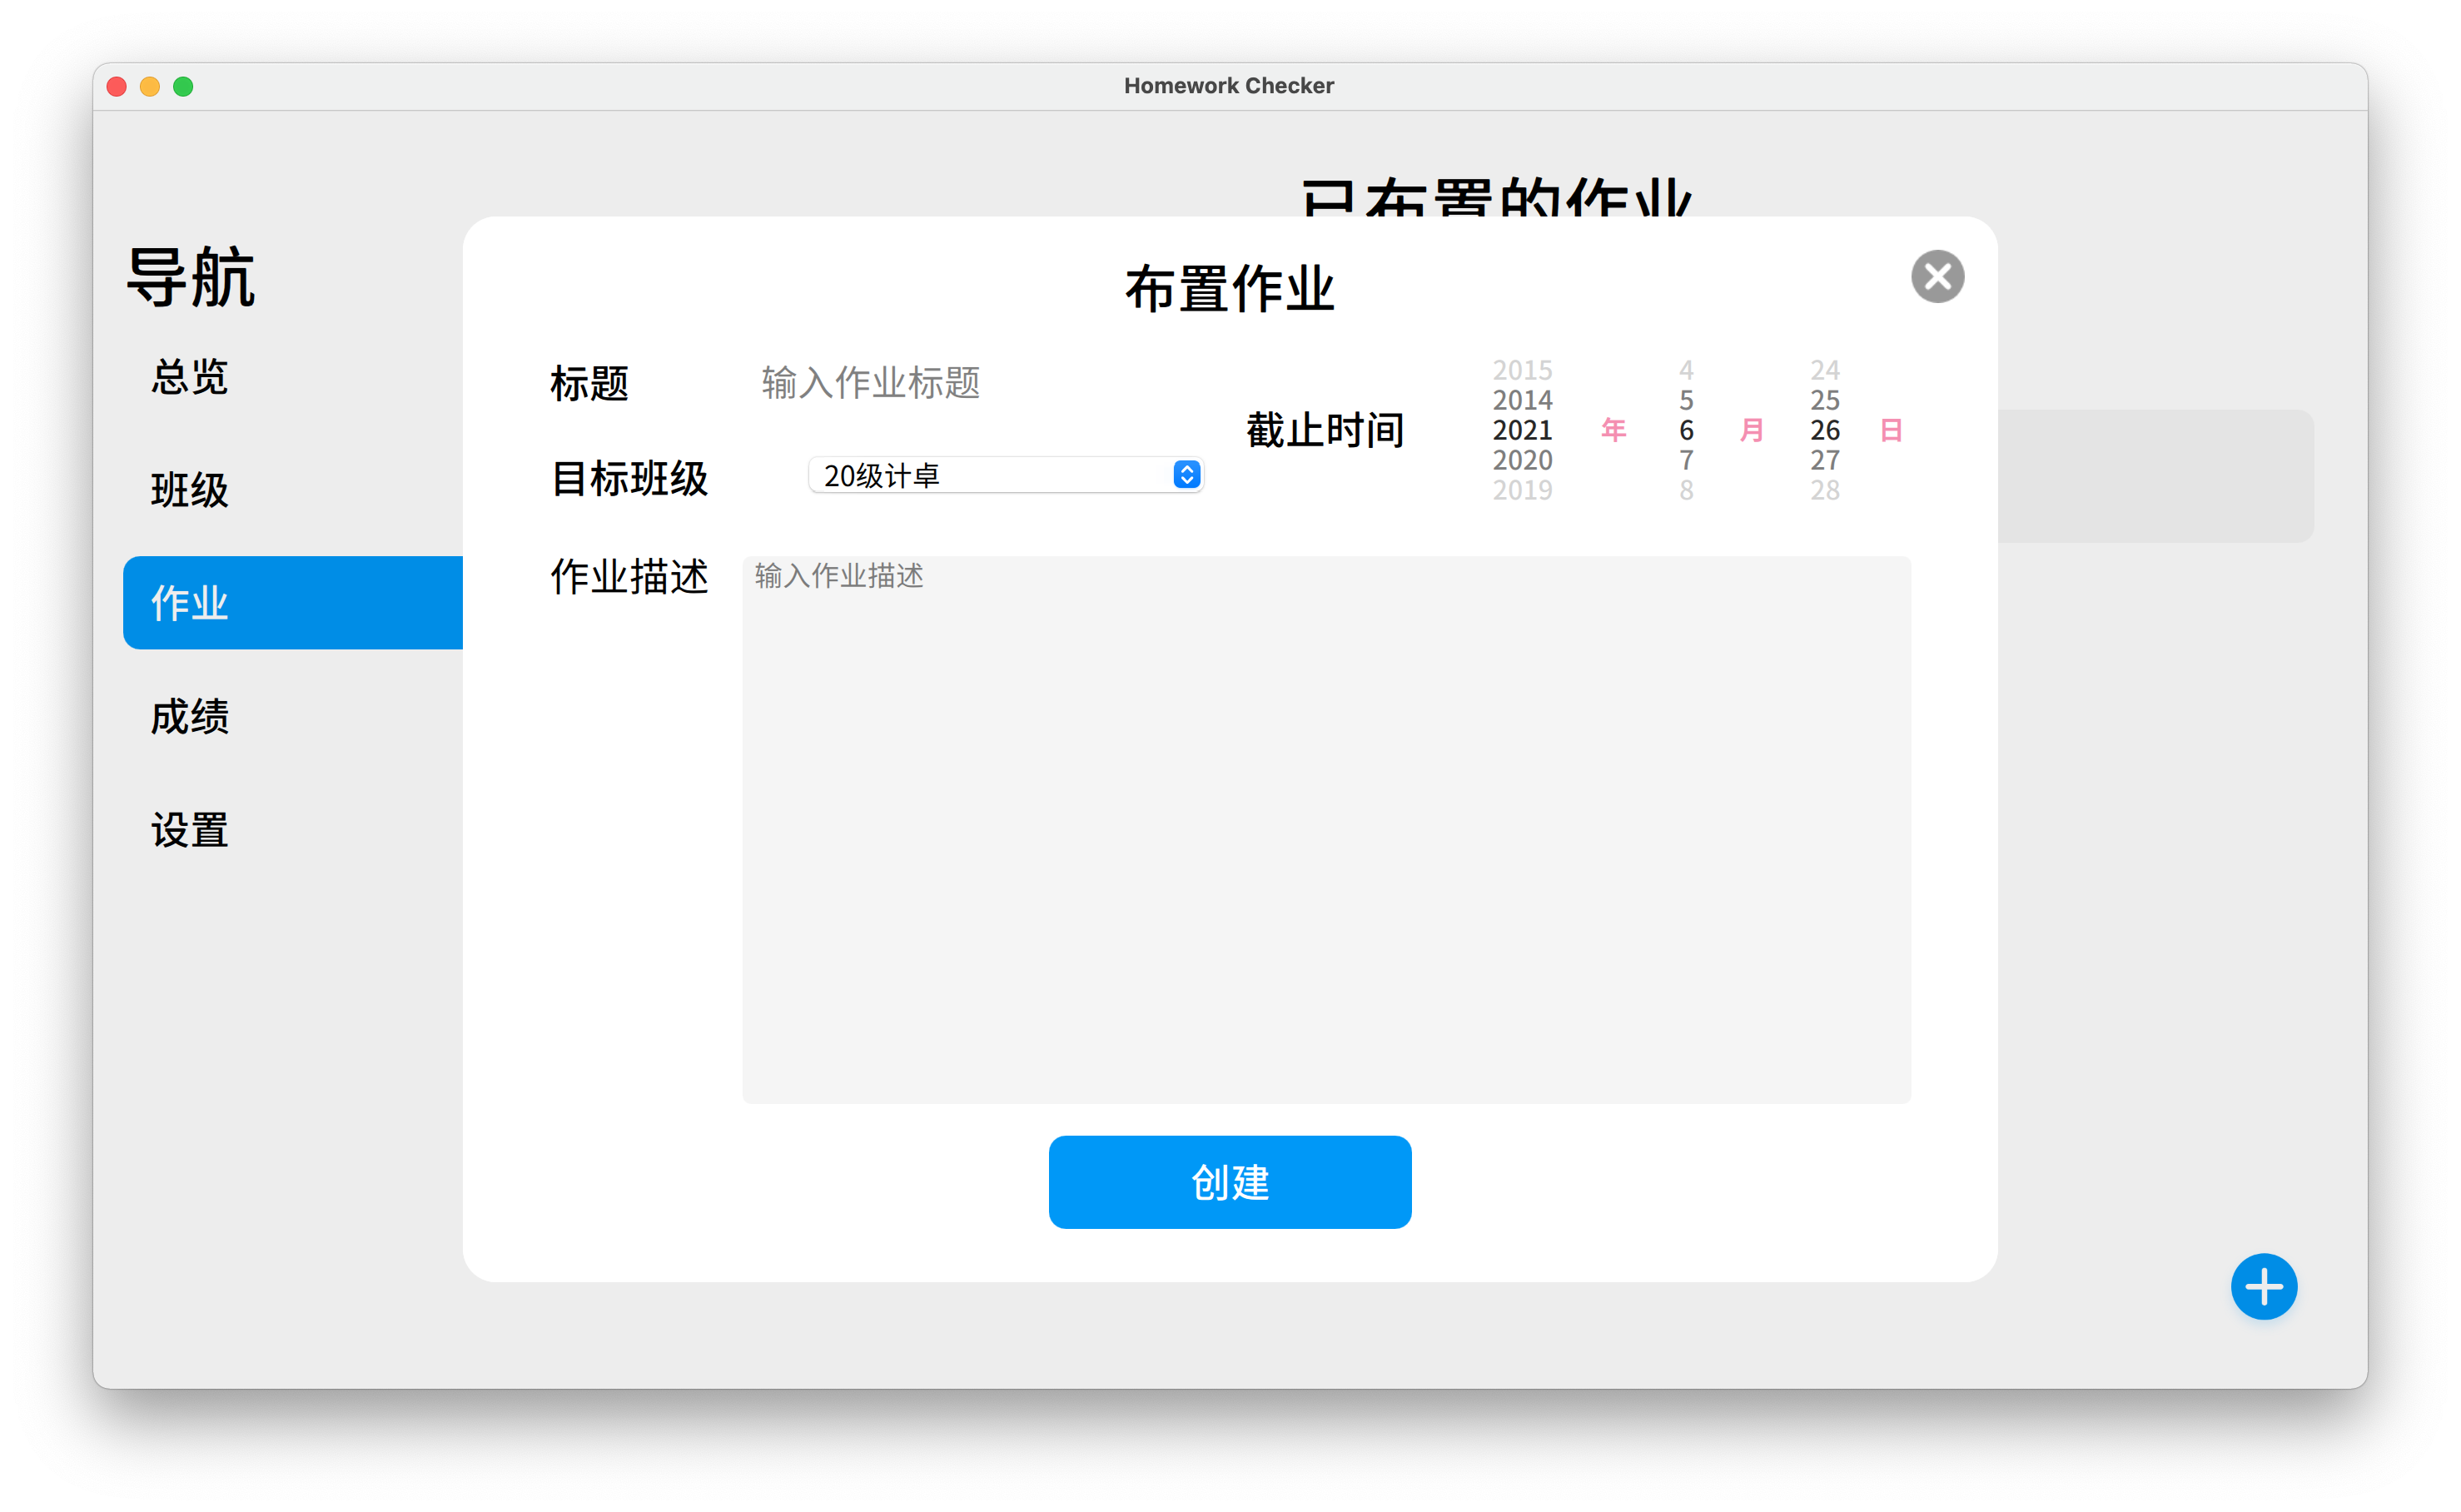 Homework Checker
已布置的作业
导航
总览
班级
作业
成绩
设置
布置作业
标题 输入作业标题
目标班级 20级计卓
截止时间
2015 4 24
2014 5 25
2021 年 6 月 26 日
2020 7 27
2019 8 28
作业描述 输入作业描述
创建